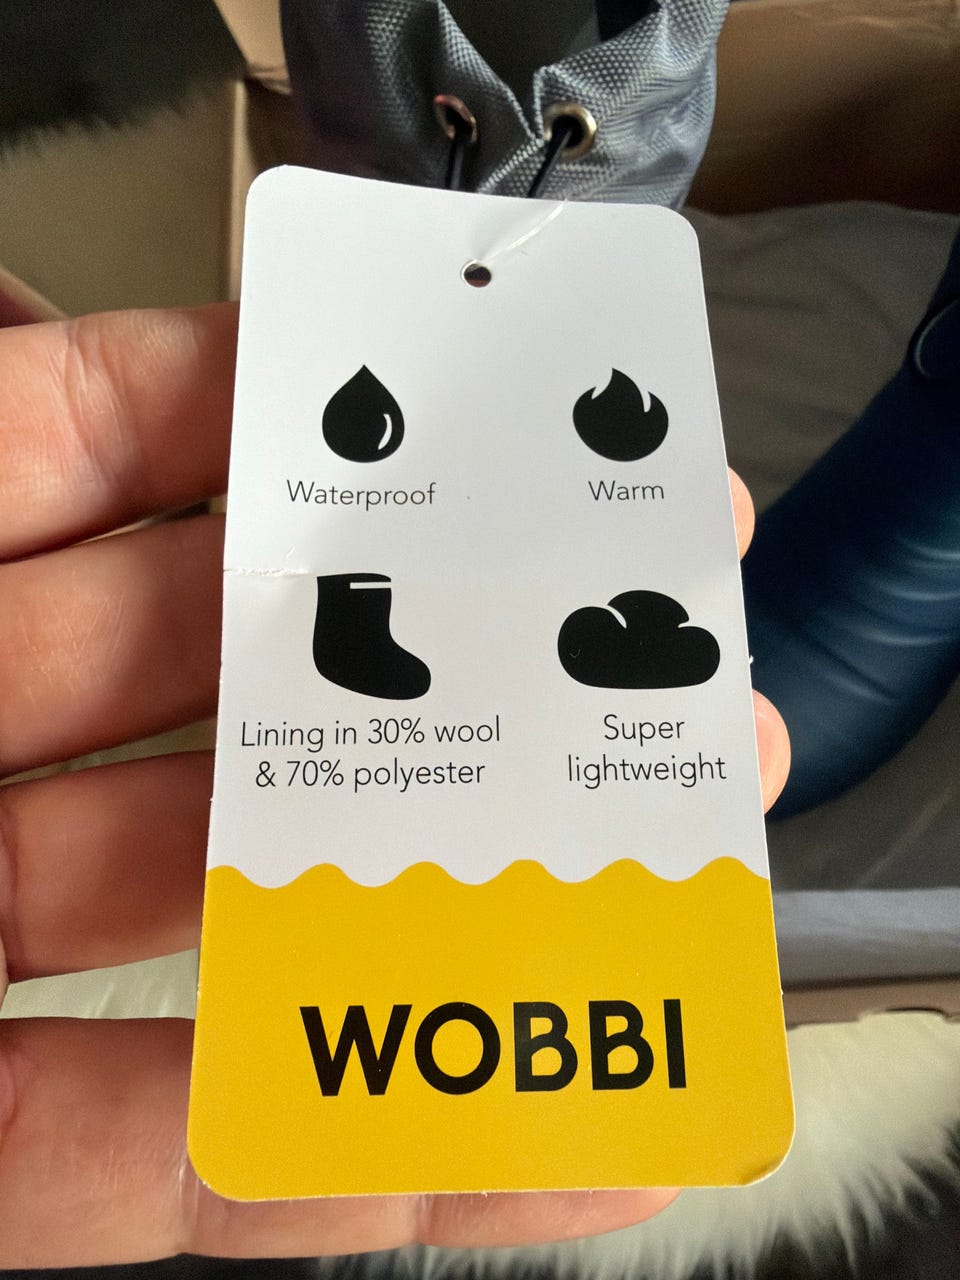 Waterproof
Warm
Lining in 30% wool
& 70% polyester
Super
lightweight
WOBBI